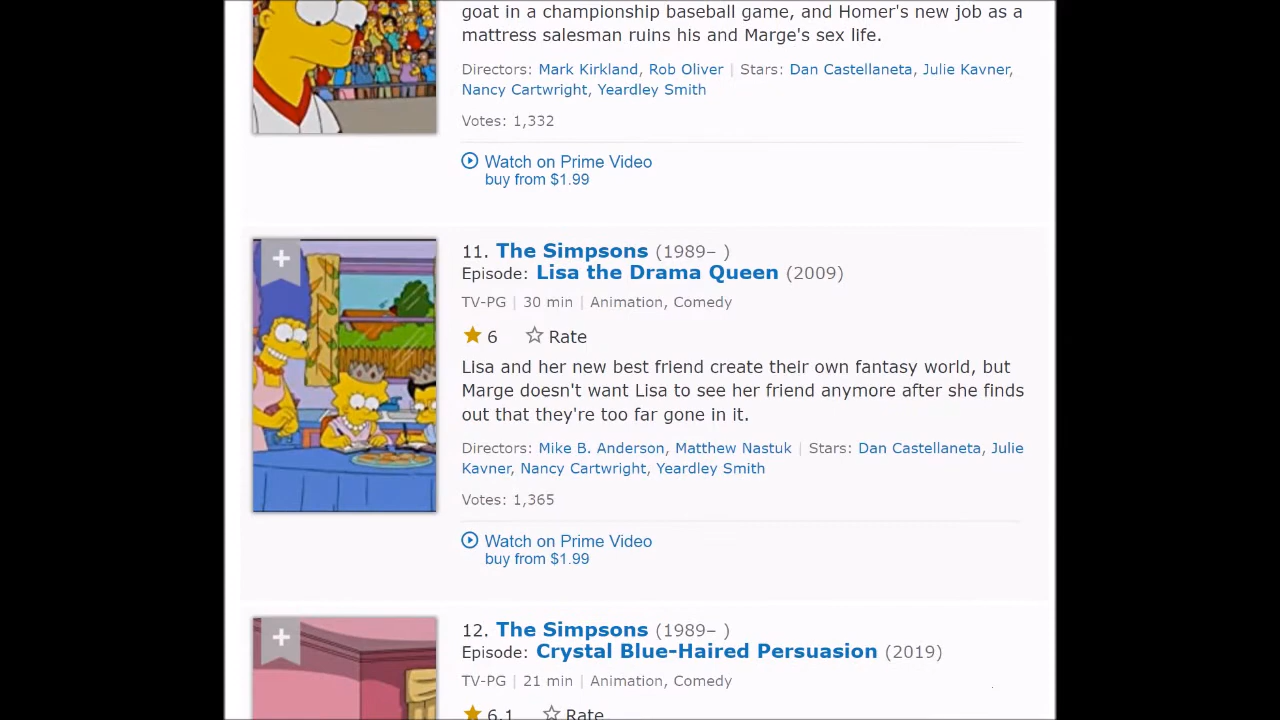 goat in a championship baseball game, and Homer's new job as a
mattress salesman ruins his and Marge's sex life.
Directors: Mark Kirkland, Rob Oliver | Stars: Dan Castellaneta, Julie Kavner,
Nancy Cartwright, Yeardley Smith
Votes: 1,332
Watch on Prime Video
buy from $1.99
11. The Simpsons (1989– )
Episode: Lisa the Drama Queen (2009)
TV-PG | 30 min | Animation, Comedy
6 Rate
Lisa and her new best friend create their own fantasy world, but
Marge doesn't want Lisa to see her friend anymore after she finds
out that they're too far gone in it.
Directors: Mike B. Anderson, Matthew Nastuk | Stars: Dan Castellaneta, Julie
Kavner, Nancy Cartwright, Yeardley Smith
Votes: 1,365
Watch on Prime Video
buy from $1.99
12. The Simpsons (1989– )
Episode: Crystal Blue-Haired Persuasion (2019)
TV-PG | 21 min | Animation, Comedy
6.1 Rate